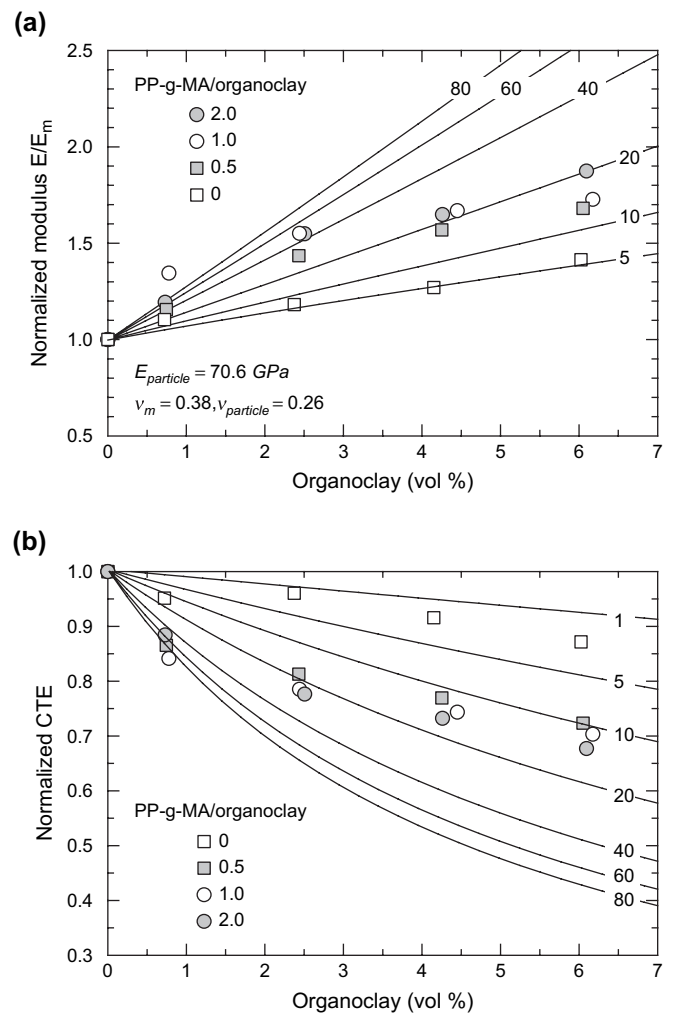 (a)
2.5
2.0
1.5
1.0
0.5
Normalized modulus E/Em
PP-g-MA/organoclay
2.0
1.0
0.5
0
80
60
40
20
10
5
Eparticle = 70.6 GPa
νm = 0.38, νparticle = 0.26
0 1 2 3 4 5 6 7
Organoclay (vol %)
(b)
1.0
0.9
0.8
0.7
0.6
0.5
0.4
0.3
Normalized CTE
1
5
10
20
40
60
80
PP-g-MA/organoclay
0
0.5
1.0
2.0
0 1 2 3 4 5 6 7
Organoclay (vol %)